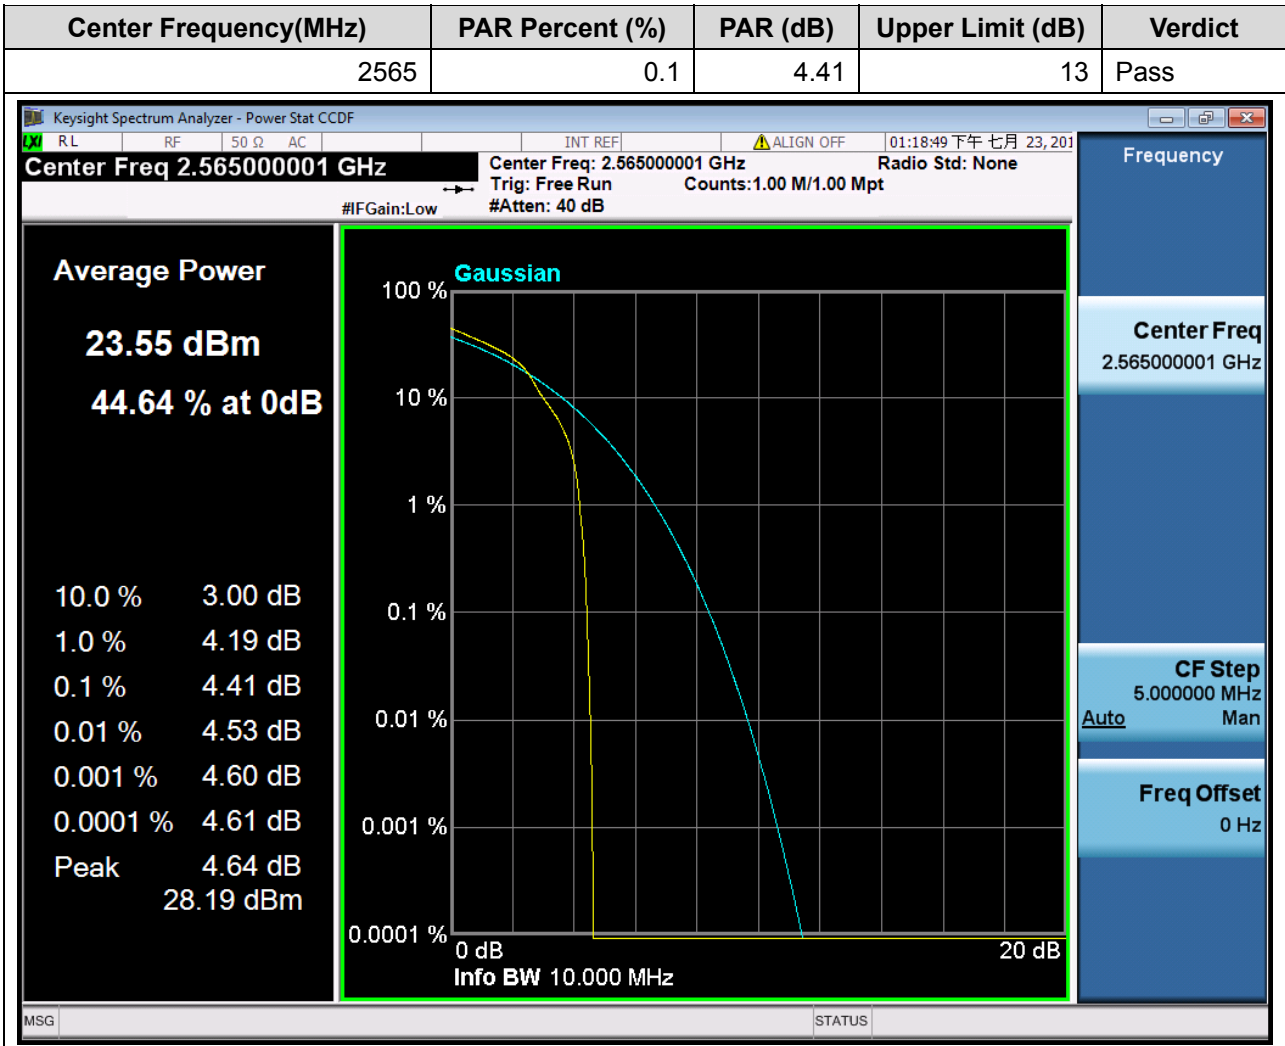 Center Frequency(MHz) PAR Percent (%) PAR (dB) Upper Limit (dB) Verdict
2565 0.1 4.41 13 Pass
Keysight Spectrum Analyzer - Power Stat CCDF
LXI RL RF 50 Ω AC INT REF ALIGN OFF 01:18:49 下午 七月 23, 201
Center Freq 2.565000001 GHz
Center Freq: 2.565000001 GHz Radio Std: None
Trig: Free Run Counts:1.00 M/1.00 Mpt
#IFGain:Low #Atten: 40 dB
Frequency
Average Power
23.55 dBm
44.64 % at 0dB
10.0 % 3.00 dB
1.0 % 4.19 dB
0.1 % 4.41 dB
0.01 % 4.53 dB
0.001 % 4.60 dB
0.0001 % 4.61 dB
Peak 4.64 dB
28.19 dBm
Gaussian
100 %
10 %
1 %
0.1 %
0.01 %
0.001 %
0.0001 %
0 dB 20 dB
Info BW 10.000 MHz
Center Freq
2.565000001 GHz
CF Step
5.000000 MHz
Auto Man
Freq Offset
0 Hz
MSG STATUS